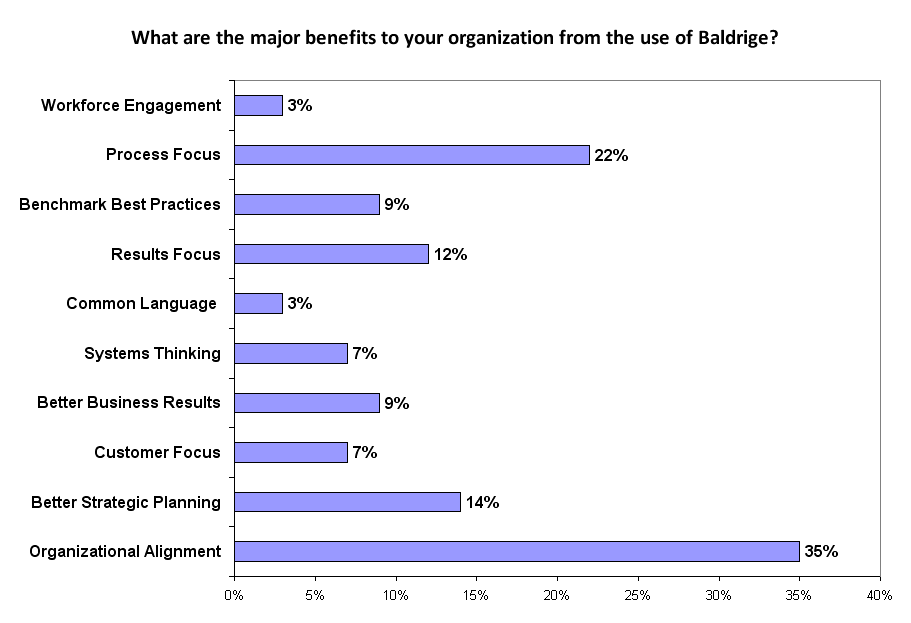 What are the major benefits to your organization from the use of Baldrige?
Workforce Engagement 3%
Process Focus 22%
Benchmark Best Practices 9%
Results Focus 12%
Common Language 3%
Systems Thinking 7%
Better Business Results 9%
Customer Focus 7%
Better Strategic Planning 14%
Organizational Alignment 35%
0% 5% 10% 15% 20% 25% 30% 35% 40%